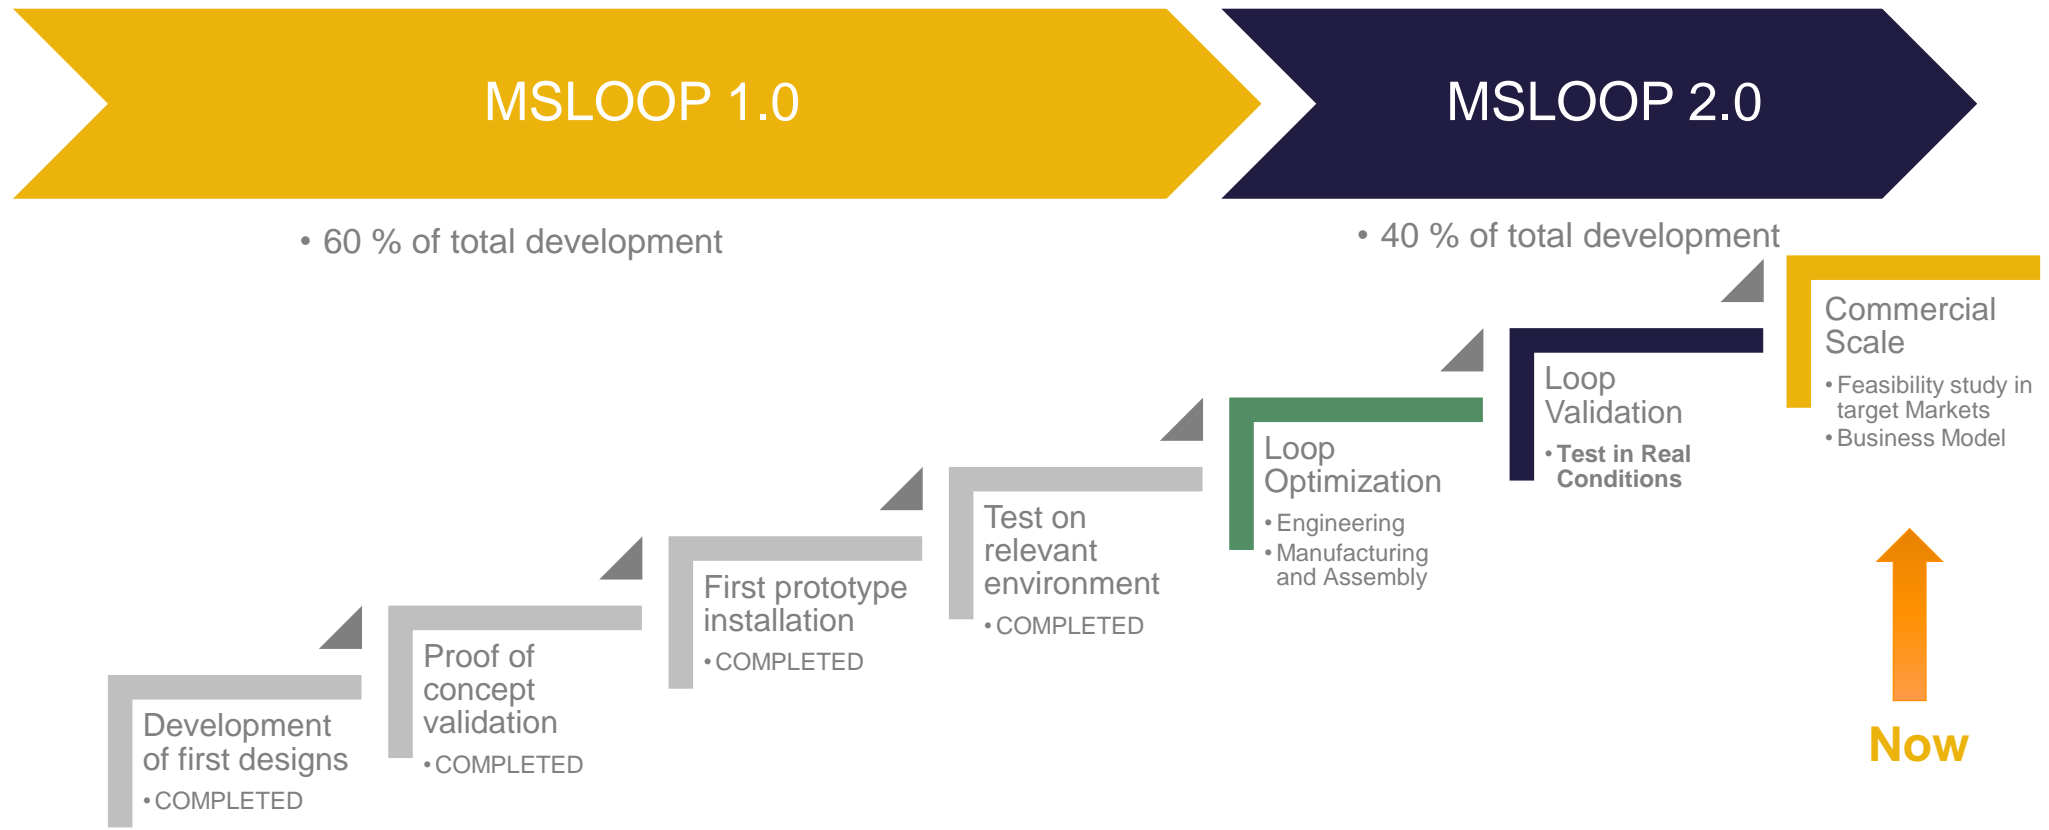 MSLOOP 1.0
MSLOOP 2.0
• 60 % of total development
• 40 % of total development
Development
of first designs
• COMPLETED
Proof of
concept
validation
• COMPLETED
First prototype
installation
• COMPLETED
Test on
relevant
environment
• COMPLETED
Loop
Optimization
• Engineering
• Manufacturing
and Assembly
Loop
Validation
• Test in Real
Conditions
Commercial
Scale
• Feasibility study in
target Markets
• Business Model
Now